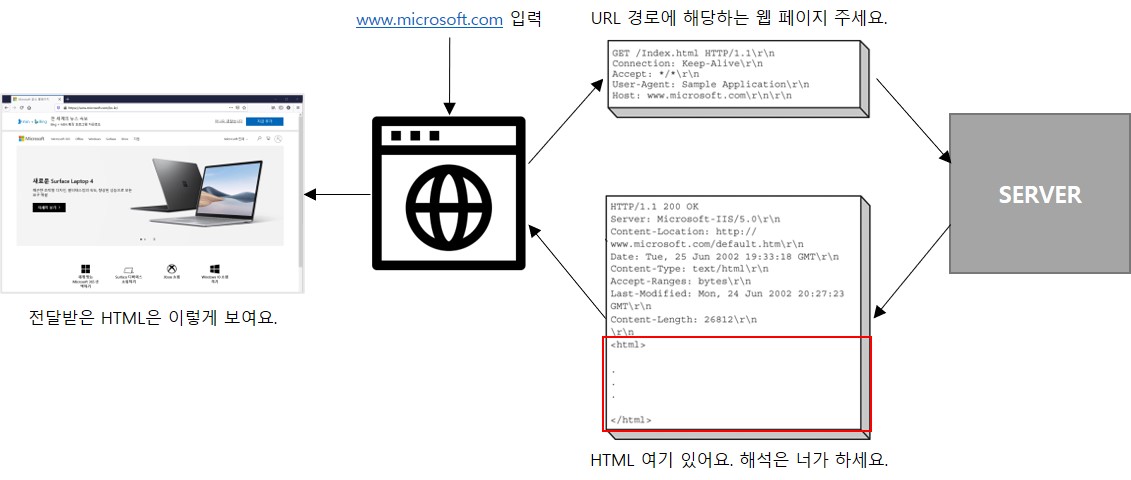 www.microsoft.com 입력
URL 경로에 해당하는 웹 페이지 주세요.
GET /Index.html HTTP/1.1\r\n
Connection: Keep-Alive\r\n
Accept: */*\r\n
User-Agent: Sample Application\r\n
Host: www.microsoft.com\r\n\r\n
SERVER
HTTP/1.1 200 OK
Server: Microsoft-IIS/5.0\r\n
Content-Location: http://
www.microsoft.com/default.htm\r\n
Date: Tue, 25 Jun 2002 19:33:18 GMT\r\n
Content-Type: text/html\r\n
Accept-Ranges: bytes\r\n
Last-Modified: Mon, 24 Jun 2002 20:27:23
GMT\r\n
Content-Length: 26812\r\n
\r\n
<html>
.
.
.
</html>
HTML 여기 있어요. 해석은 너가 하세요.
Microsoft
새로운 Surface Laptop 4
전달받은 HTML은 이렇게 보여요.